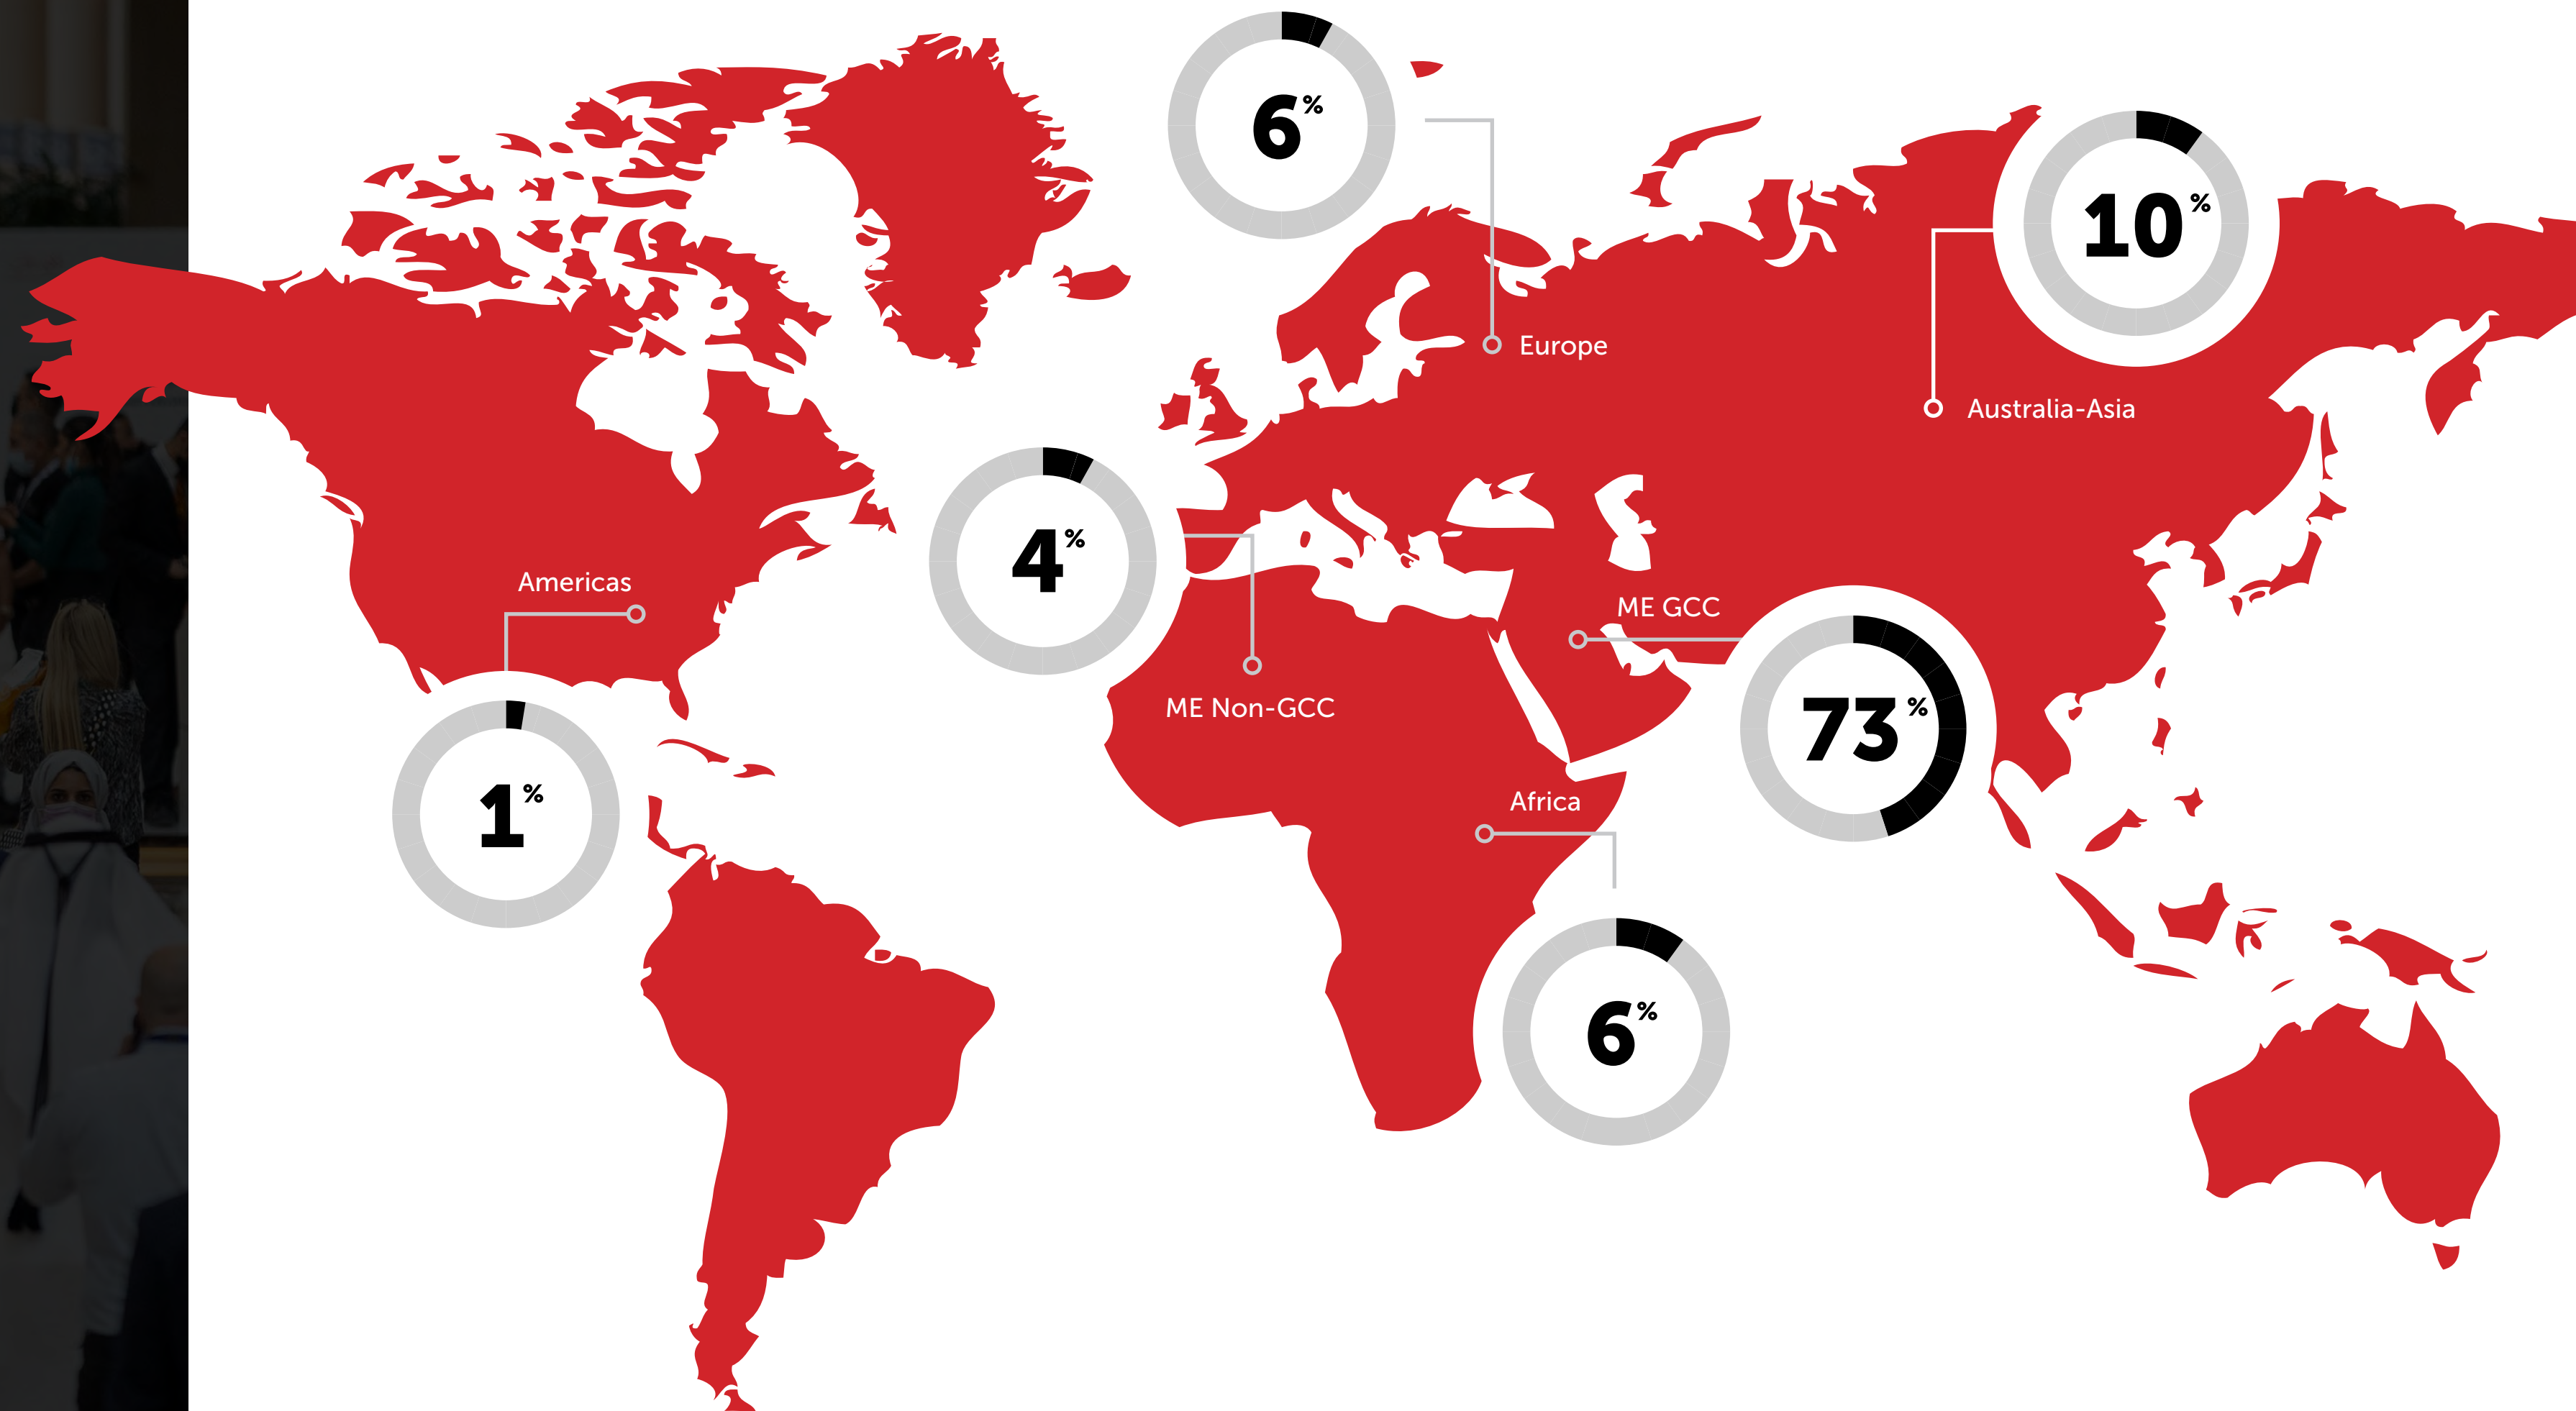 6%
Europe
10%
Australia-Asia
4%
ME Non-GCC
Americas
1%
ME GCC
73%
Africa
6%